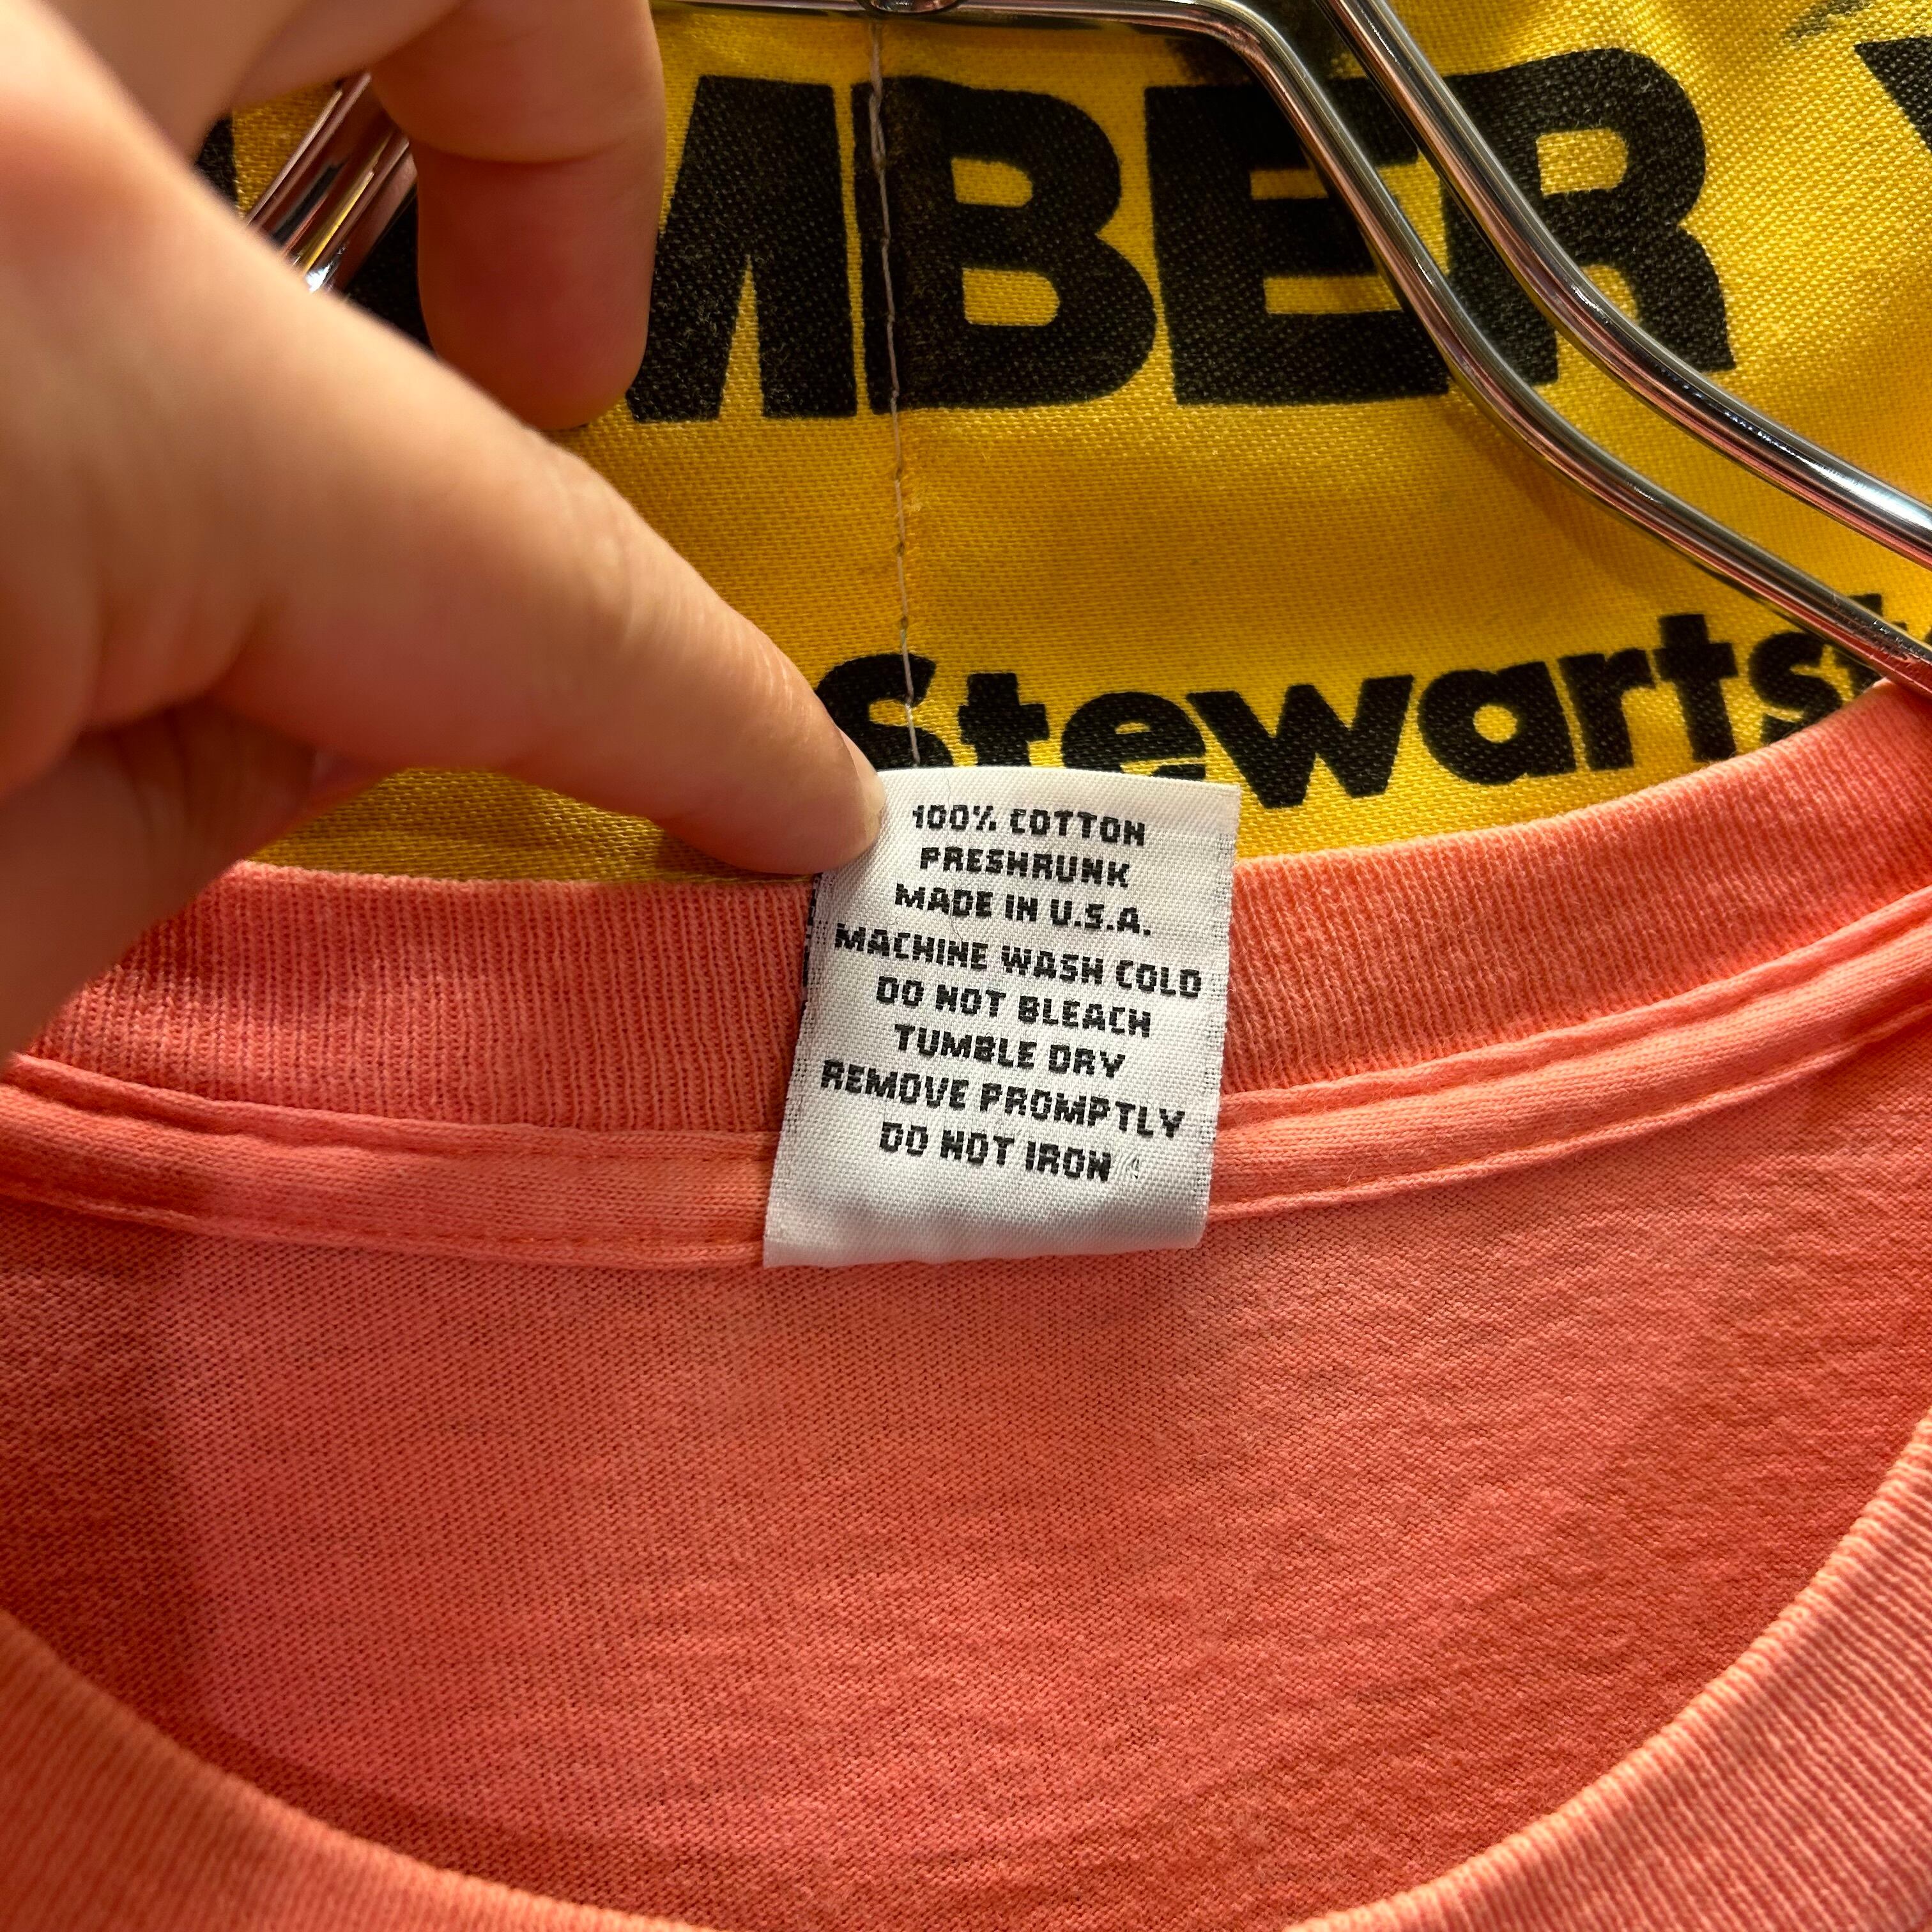 MBER
Stewarts
100% COTTON
PRESHRUNK
MADE IN U.S.A.
MACHINE WASH COLD
DO NOT BLEACH
TUMBLE DRY
REMOVE PROMPTLY
DO NOT IRON